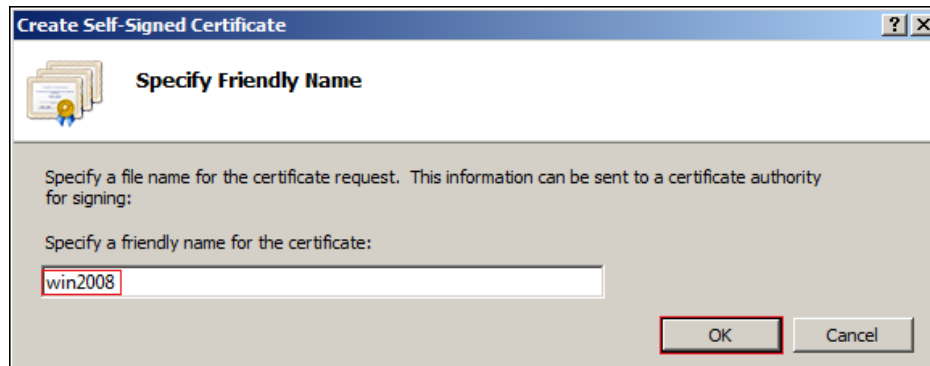 Create Self-Signed Certificate
Specify Friendly Name
Specify a file name for the certificate request.  This information can be sent to a certificate authority
for signing:
Specify a friendly name for the certificate:
win2008
OK Cancel